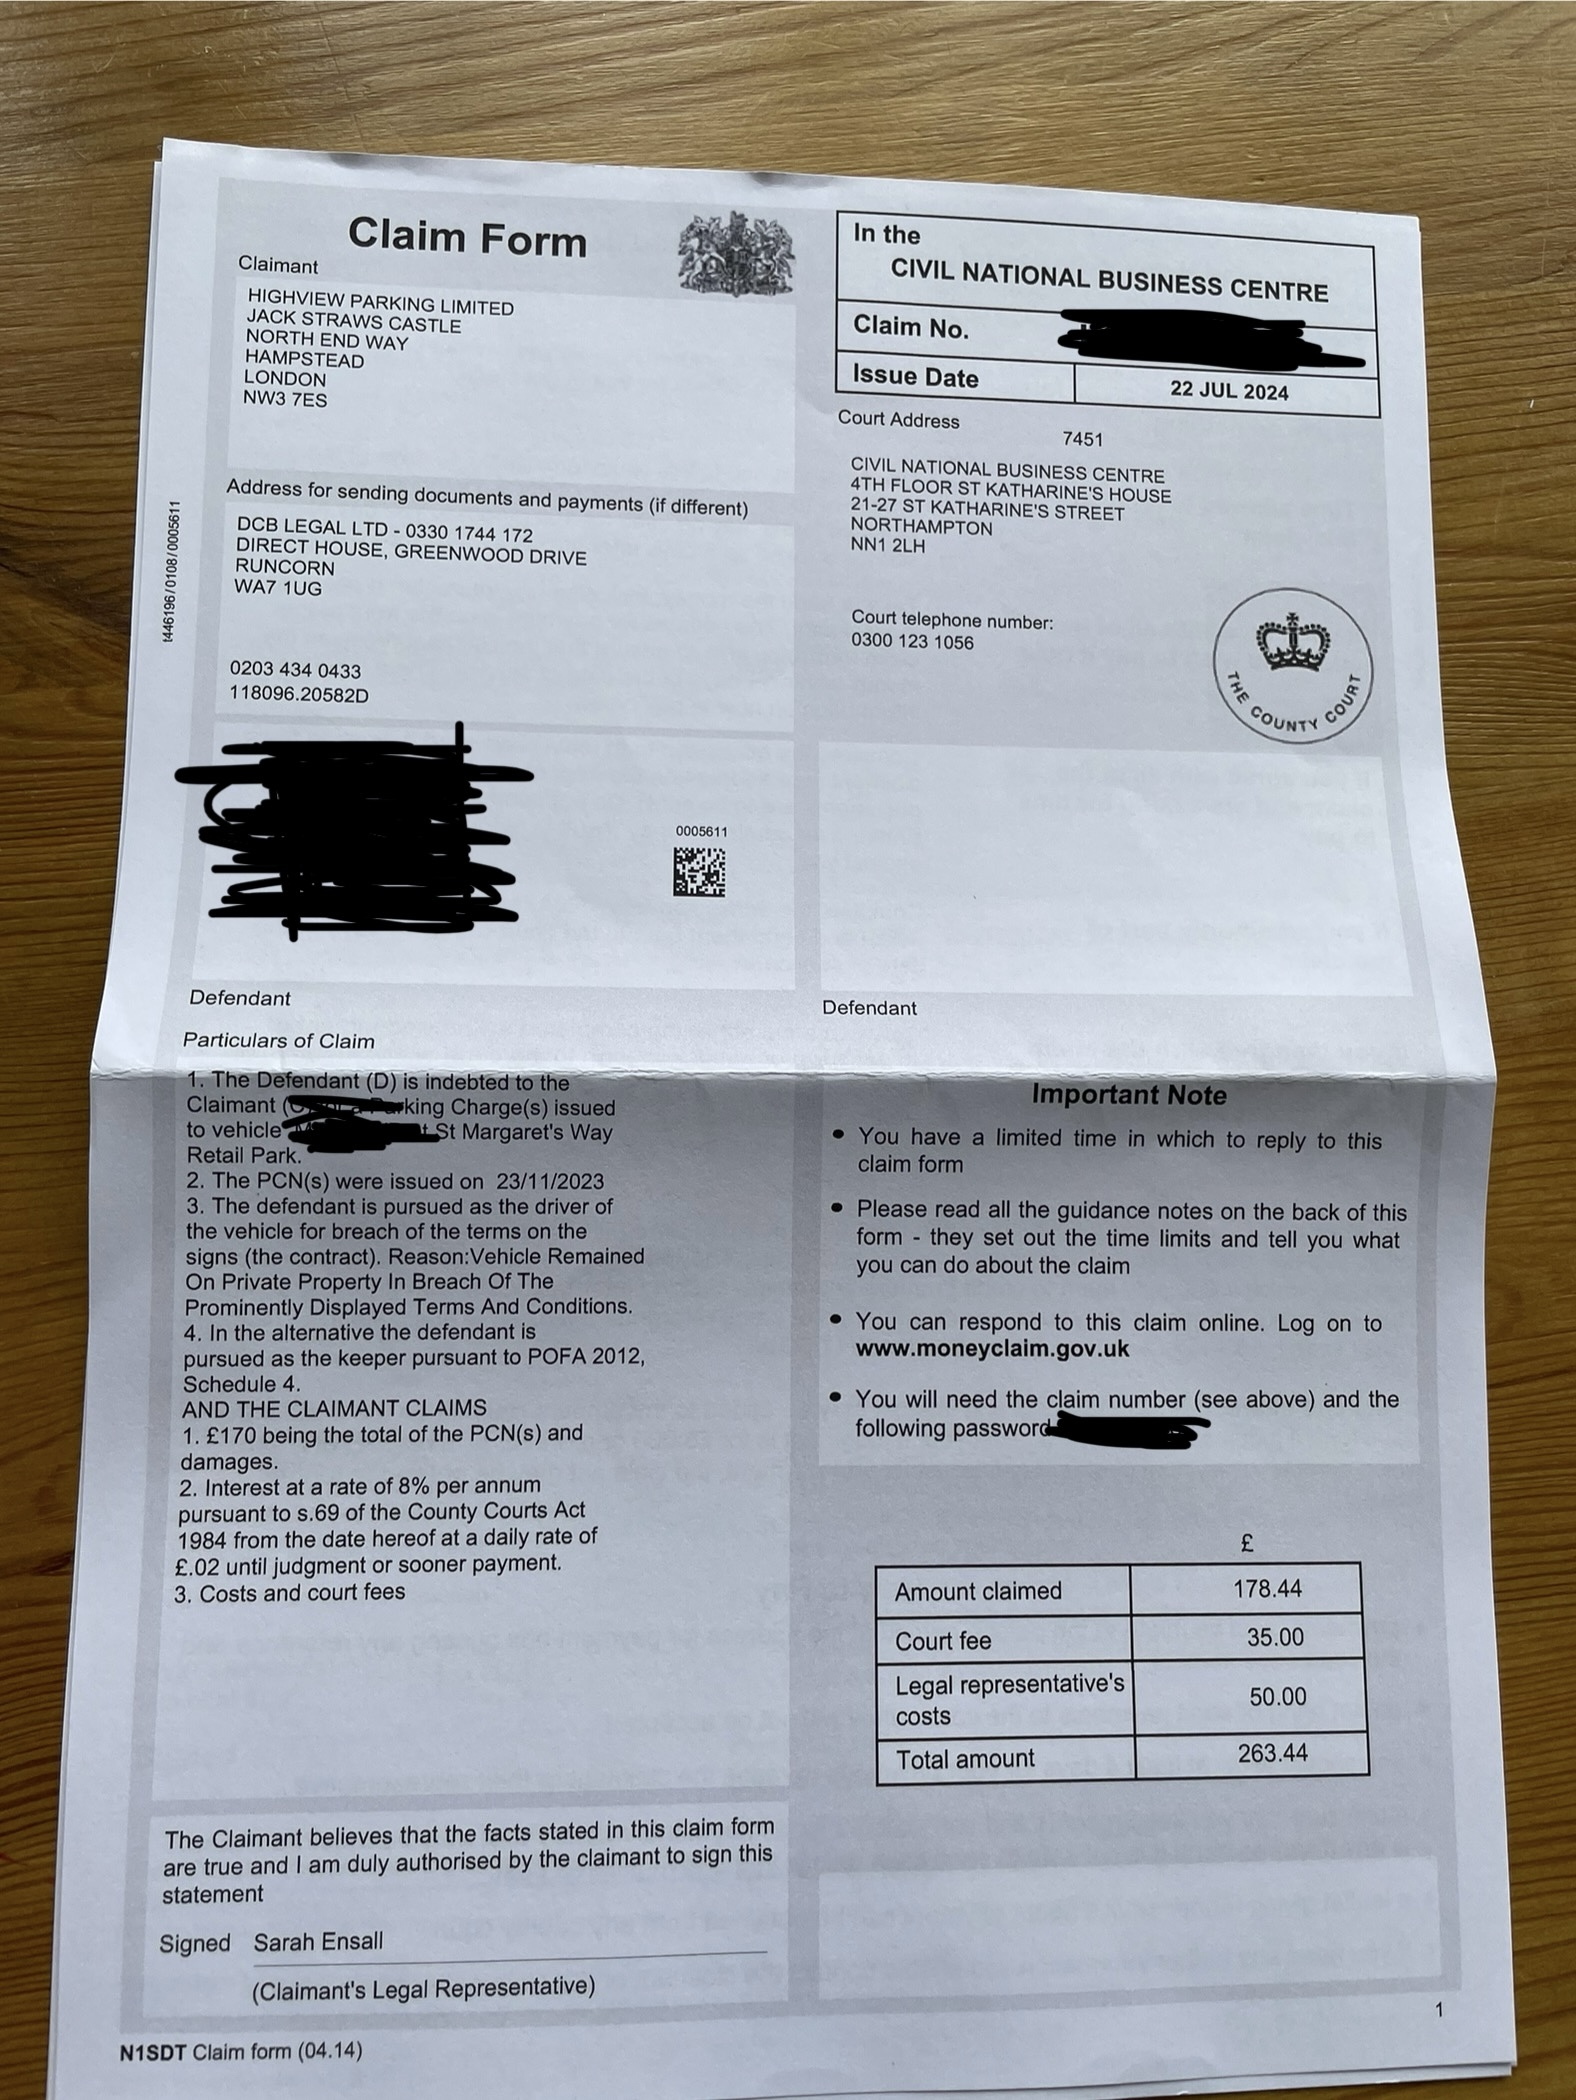 Claim Form
Claimant
HIGHVIEW PARKING LIMITED
JACK STRAWS CASTLE
NORTH END WAY
HAMPSTEAD
LONDON
NW3 7ES
Address for sending documents and payments (if different)
DCB LEGAL LTD - 0330 1744 172
DIRECT HOUSE, GREENWOOD DRIVE
RUNCORN
WA7 1UG
0203 434 0433
118096.20582D
t446196/0108/0005611
0005611
Defendant
In the
CIVIL NATIONAL BUSINESS CENTRE
Claim No.
Issue Date 22 JUL 2024
Court Address
7451
CIVIL NATIONAL BUSINESS CENTRE
4TH FLOOR ST KATHARINE'S HOUSE
21-27 ST KATHARINE'S STREET
NORTHAMPTON
NN1 2LH
Court telephone number:
0300 123 1056
THE COUNTY COURT
Defendant
Particulars of Claim
1. The Defendant (D) is indebted to the
Claimant ( Charge(s) issued
to vehicle St Margaret's Way
Retail Park.
2. The PCN(s) were issued on 23/11/2023
3. The defendant is pursued as the driver of
the vehicle for breach of the terms on the
signs (the contract). Reason:Vehicle Remained
On Private Property In Breach Of The
Prominently Displayed Terms And Conditions.
4. In the alternative the defendant is
pursued as the keeper pursuant to POFA 2012,
Schedule 4.
AND THE CLAIMANT CLAIMS
1. £170 being the total of the PCN(s) and
damages.
2. Interest at a rate of 8% per annum
pursuant to s.69 of the County Courts Act
1984 from the date hereof at a daily rate of
£.02 until judgment or sooner payment.
3. Costs and court fees
Important Note
• You have a limited time in which to reply to this
claim form
• Please read all the guidance notes on the back of this
form - they set out the time limits and tell you what
you can do about the claim
• You can respond to this claim online. Log on to
www.moneyclaim.gov.uk
• You will need the claim number (see above) and the
following password
£
Amount claimed 178.44
Court fee 35.00
Legal representative's
costs 50.00
Total amount 263.44
The Claimant believes that the facts stated in this claim form
are true and I am duly authorised by the claimant to sign this
statement
Signed Sarah Ensall
(Claimant's Legal Representative)
1
N1SDT Claim form (04.14)